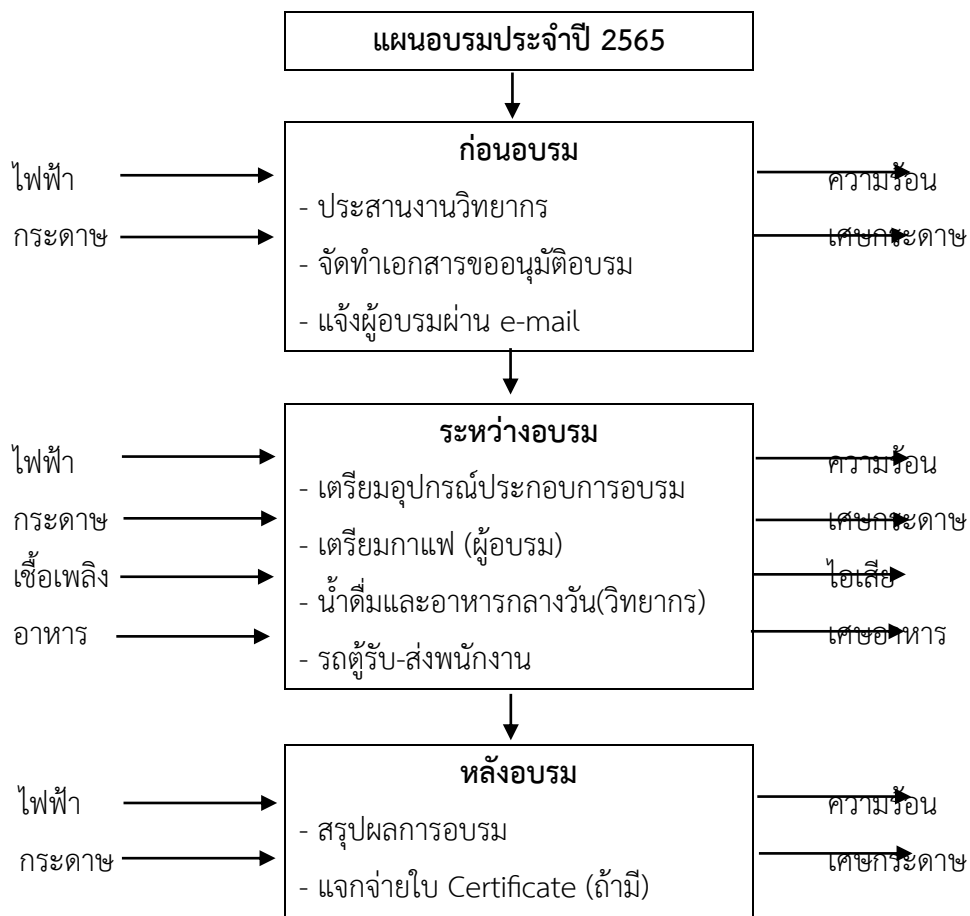 แผนอบรมประจำปี 2565
ก่อนอบรม
ไฟฟ้า
ความร้อน
- ประสานงานวิทยากร
กระดาษ
เศษกระดาษ
- จัดทำเอกสารขออนุมัติอบรม
- แจ้งผู้อบรมผ่าน e-mail
ระหว่างอบรม
ไฟฟ้า
ความร้อน
- เตรียมอุปกรณ์ประกอบการอบรม
กระดาษ
เศษกระดาษ
- เตรียมกาแฟ (ผู้อบรม)
เชื้อเพลิง
ไอเสีย
- น้ำดื่มและอาหารกลางวัน(วิทยากร)
อาหาร
เศษอาหาร
- รถตู้รับ-ส่งพนักงาน
หลังอบรม
ไฟฟ้า
ความร้อน
- สรุปผลการอบรม
กระดาษ
เศษกระดาษ
- แจกจ่ายใบ Certificate (ถ้ามี)